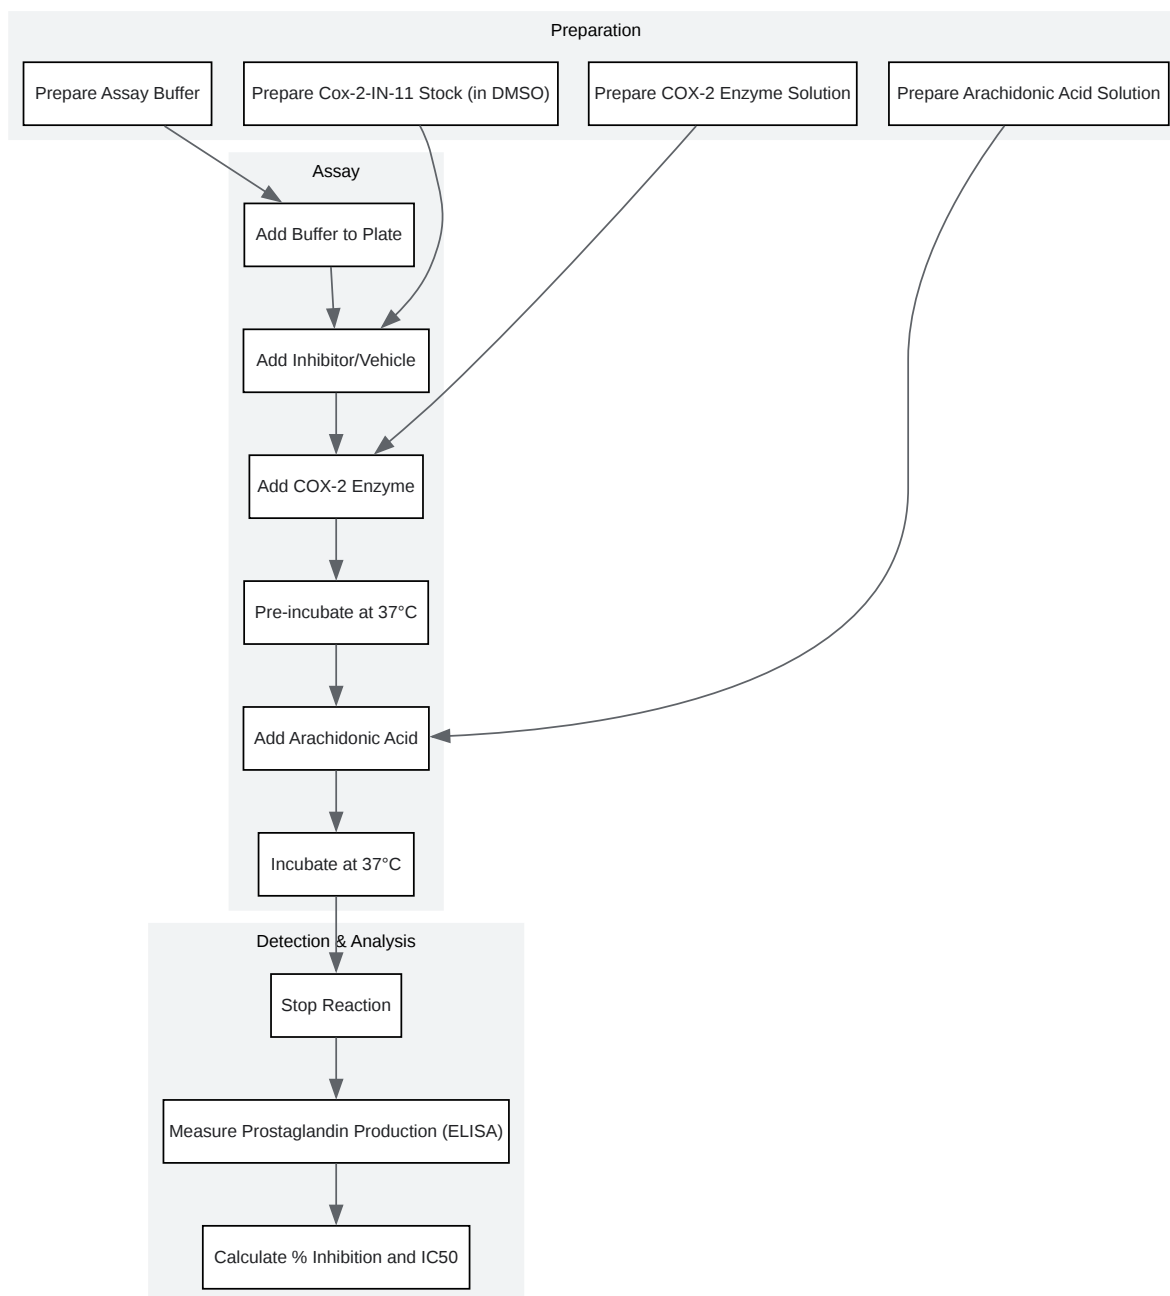 Preparation
Prepare Assay Buffer
Prepare Cox-2-IN-11 Stock (in DMSO)
Prepare COX-2 Enzyme Solution
Prepare Arachidonic Acid Solution
Assay
Add Buffer to Plate
Add Inhibitor/Vehicle
Add COX-2 Enzyme
Pre-incubate at 37°C
Add Arachidonic Acid
Incubate at 37°C
Detection & Analysis
Stop Reaction
Measure Prostaglandin Production (ELISA)
Calculate % Inhibition and IC50